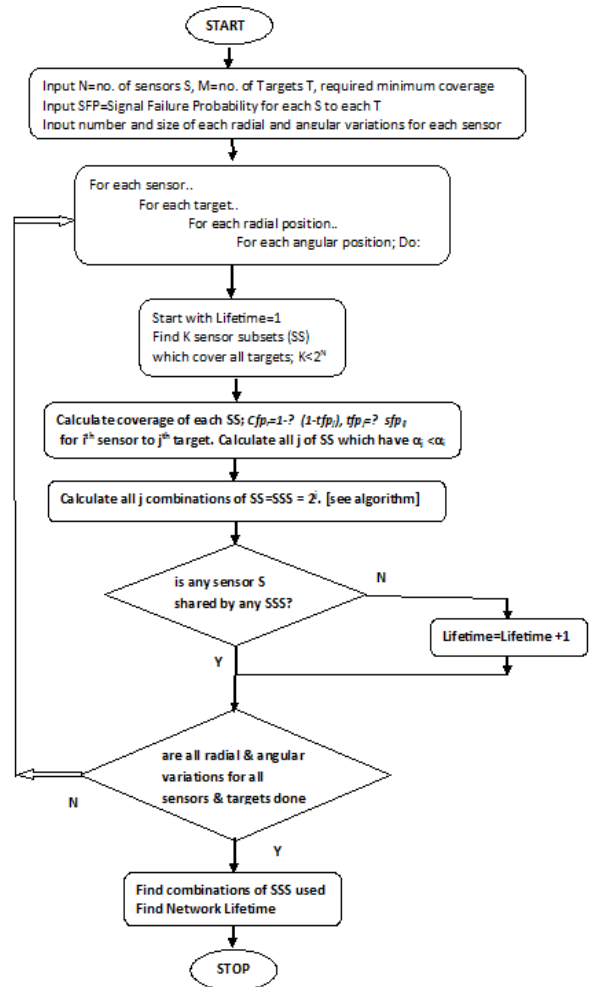 START
Input N=no. of sensors S, M=no. of Targets T, required minimum coverage
Input SFP=Signal Failure Probability for each S to each T
Input number and size of each radial and angular variations for each sensor
For each sensor..
For each target..
For each radial position..
For each angular position; Do:
Start with Lifetime=1
Find K sensor subsets (SS)
which cover all targets; K<2^N
Calculate coverage of each SS; Cfpᵣ=1-? (1-tfpⱼ), tfpⱼ=? sfpᵢⱼ
for iᵗʰ sensor to jᵗʰ target. Calculate all j of SS which have αⱼ <αᵢ
Calculate all j combinations of SS=SSS = 2ʲ. [see algorithm]
is any sensor S
shared by any SSS?
N
Lifetime=Lifetime +1
Y
are all radial & angular
variations for all
sensors & targets done
N
Y
Find combinations of SSS used
Find Network Lifetime
STOP